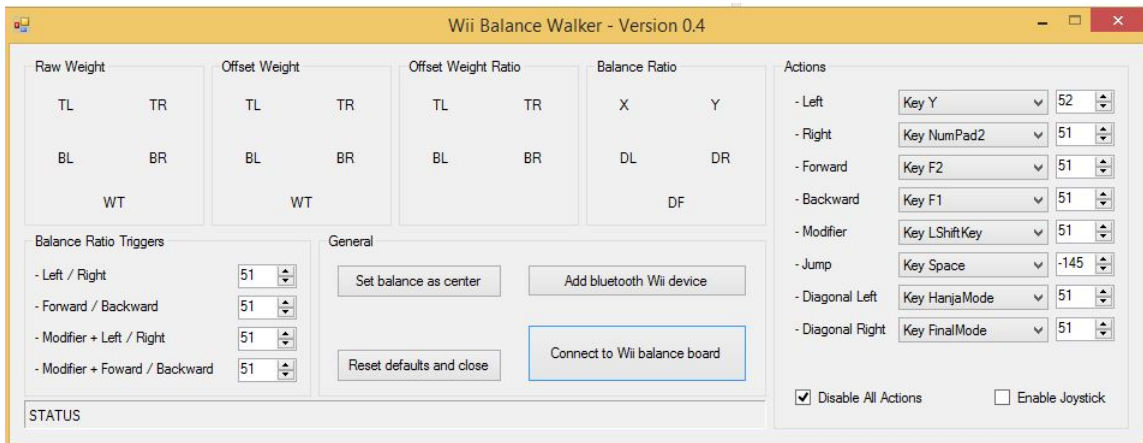 Wii Balance Walker - Version 0.4
Raw Weight
TL TR
BL BR
WT
Offset Weight
TL TR
BL BR
WT
Offset Weight Ratio
TL TR
BL BR
Balance Ratio
X Y
DL DR
DF
Actions
- Left Key Y 52
- Right Key NumPad2 51
- Forward Key F2 51
- Backward Key F1 51
- Modifier Key LShiftKey 51
- Jump Key Space -145
- Diagonal Left Key HanjaMode 51
- Diagonal Right Key FinalMode 51
Disable All Actions Enable Joystick
Balance Ratio Triggers
- Left / Right 51
- Forward / Backward 51
- Modifier + Left / Right 51
- Modifier + Foward / Backward 51
General
Set balance as center Add bluetooth Wii device
Reset defaults and close Connect to Wii balance board
STATUS